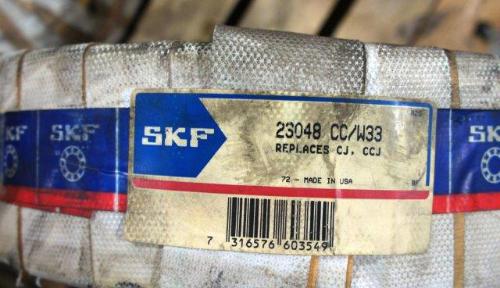 SKF
23048 CC/W33
REPLACES CJ, CCJ
72 - MADE IN USA
7 316576 603549
SKF
SKF